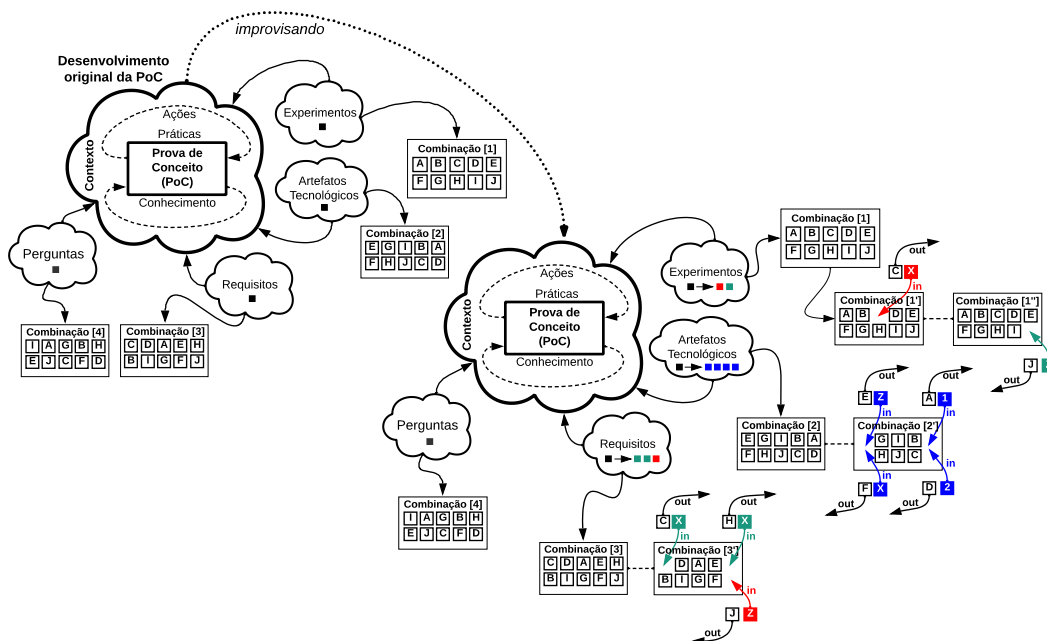 improvisando
Desenvolvimento
original da PoC
Contexto
Ações
Práticas
Prova de
Conceito
(PoC)
Conhecimento
Experimentos
Artefatos
Tecnológicos
Perguntas
Requisitos
Combinação [1]
A B C D E
F G H I J
Combinação [2]
E G I B A
F H J C D
Combinação [4]
I A G B H
E J C F D
Combinação [3]
C D A E H
B I G F J
Contexto
Ações
Práticas
Prova de
Conceito
(PoC)
Conhecimento
Experimentos
Artefatos
Tecnológicos
Perguntas
Requisitos
Combinação [1]
A B C D E
F G H I J
out
C X
in
Combinação [1']
A B D E
F G H I J
Combinação [1'']
A B C D E
F G H I
J
out
out
E Z
in
out
A 1
in
Combinação [2]
E G I B A
F H J C D
Combinação [2']
G I B
H J C
in
F X
out
in
D 2
out
Combinação [4]
I A G B H
E J C F D
out
C X
in
out
H X
in
Combinação [3]
C D A E H
B I G F J
Combinação [3']
D A E
B I G F
in
J Z
out